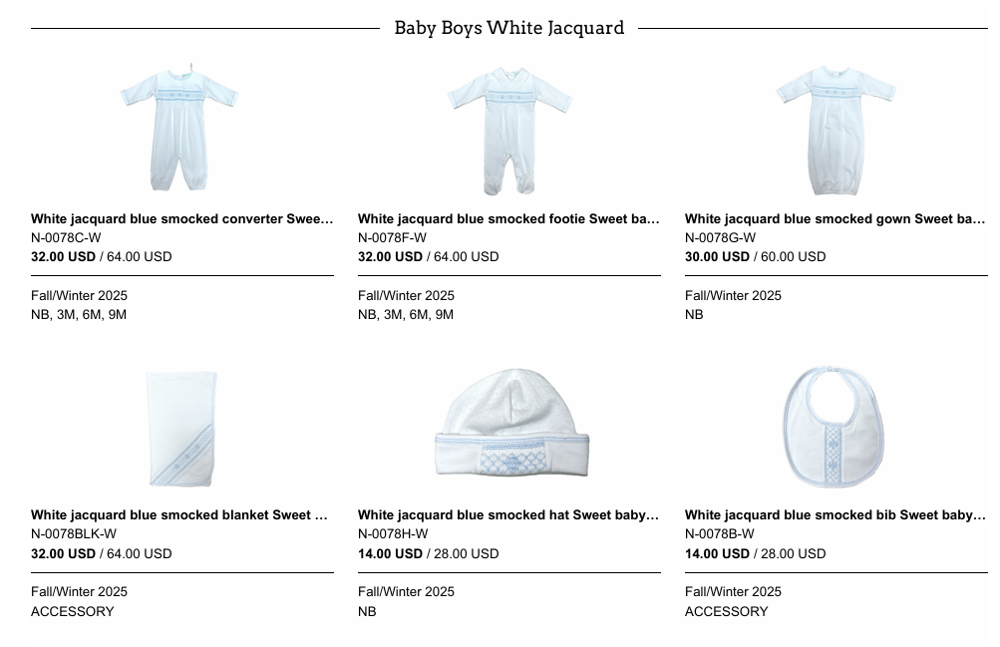 Baby Boys White Jacquard
White jacquard blue smocked converter Swee...
N-0078C-W
32.00 USD / 64.00 USD
Fall/Winter 2025
NB, 3M, 6M, 9M
White jacquard blue smocked footie Sweet ba...
N-0078F-W
32.00 USD / 64.00 USD
Fall/Winter 2025
NB, 3M, 6M, 9M
White jacquard blue smocked gown Sweet ba...
N-0078G-W
30.00 USD / 60.00 USD
Fall/Winter 2025
NB
White jacquard blue smocked blanket Sweet ...
N-0078BLK-W
32.00 USD / 64.00 USD
Fall/Winter 2025
ACCESSORY
White jacquard blue smocked hat Sweet baby...
N-0078H-W
14.00 USD / 28.00 USD
Fall/Winter 2025
NB
White jacquard blue smocked bib Sweet baby...
N-0078B-W
14.00 USD / 28.00 USD
Fall/Winter 2025
ACCESSORY